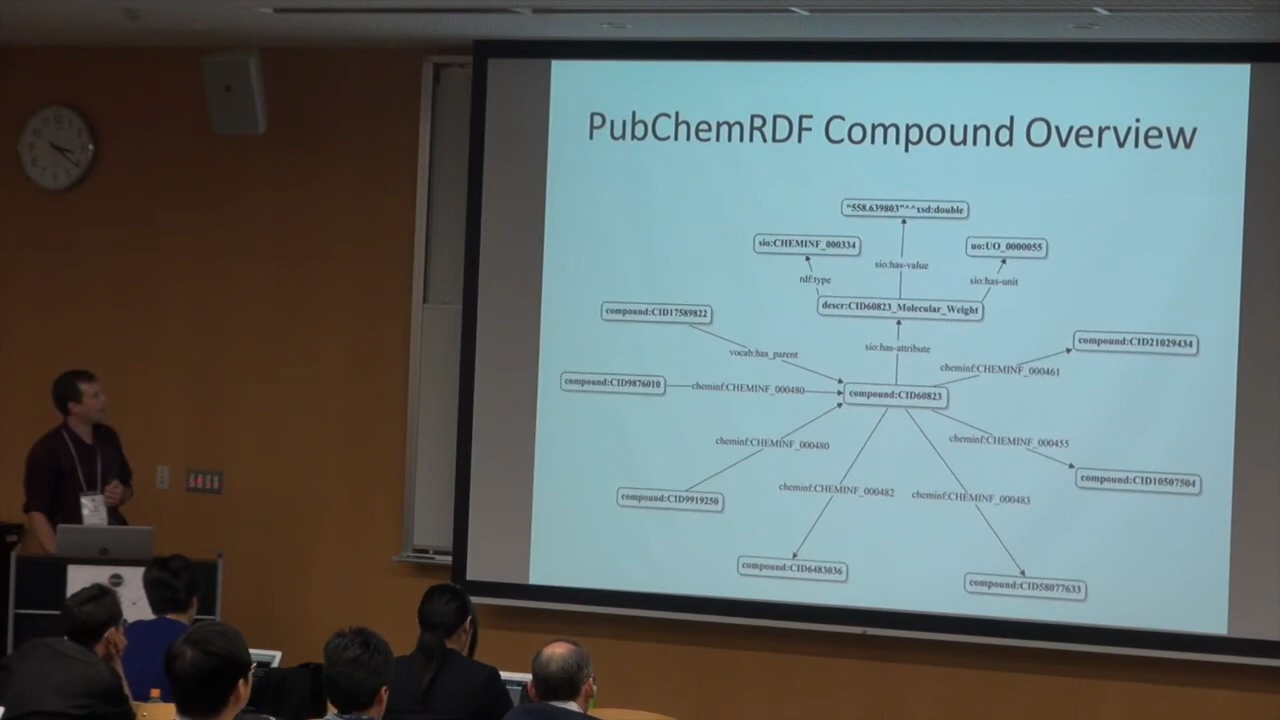 PubChemRDF Compound Overview
"558.639803"^^xsd:double
sio:CHEMINF_000334
uo:UO_0000055
sio:has-value
rdf:type
sio:has-unit
descr:CID60823_Molecular_Weight
compound:CID17589822
vocab:has_parent
sio:has-attribute
compound:CID21029434
cheminf:CHEMINF_000461
compound:CID9876010
cheminf:CHEMINF_000480
compound:CID60823
cheminf:CHEMINF_000480
cheminf:CHEMINF_000455
compound:CID10507504
compound:CID9919250
cheminf:CHEMINF_000482
cheminf:CHEMINF_000483
compound:CID6483036
compound:CID58077633